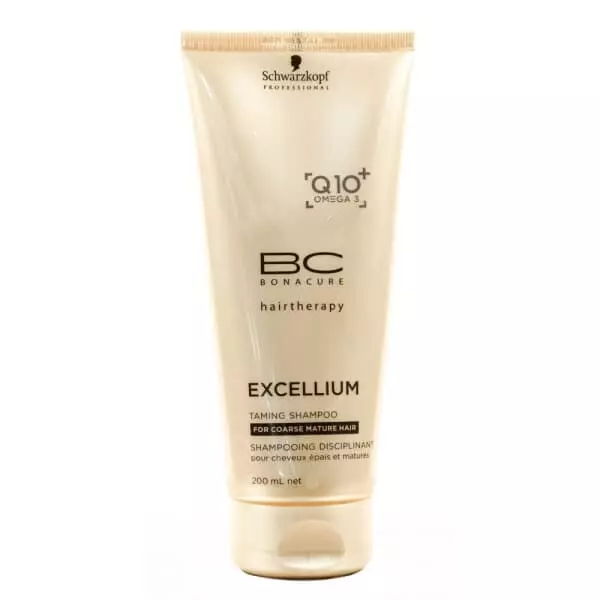 Schwarzkopf
PROFESSIONAL
Q10+
OMEGA 3
BC
BONACURE
hairtherapy
EXCELLIUM
TAMING SHAMPOO
FOR COARSE MATURE HAIR
SHAMPOOING DISCIPLINANT
pour cheveux épais et matures
200 mL net